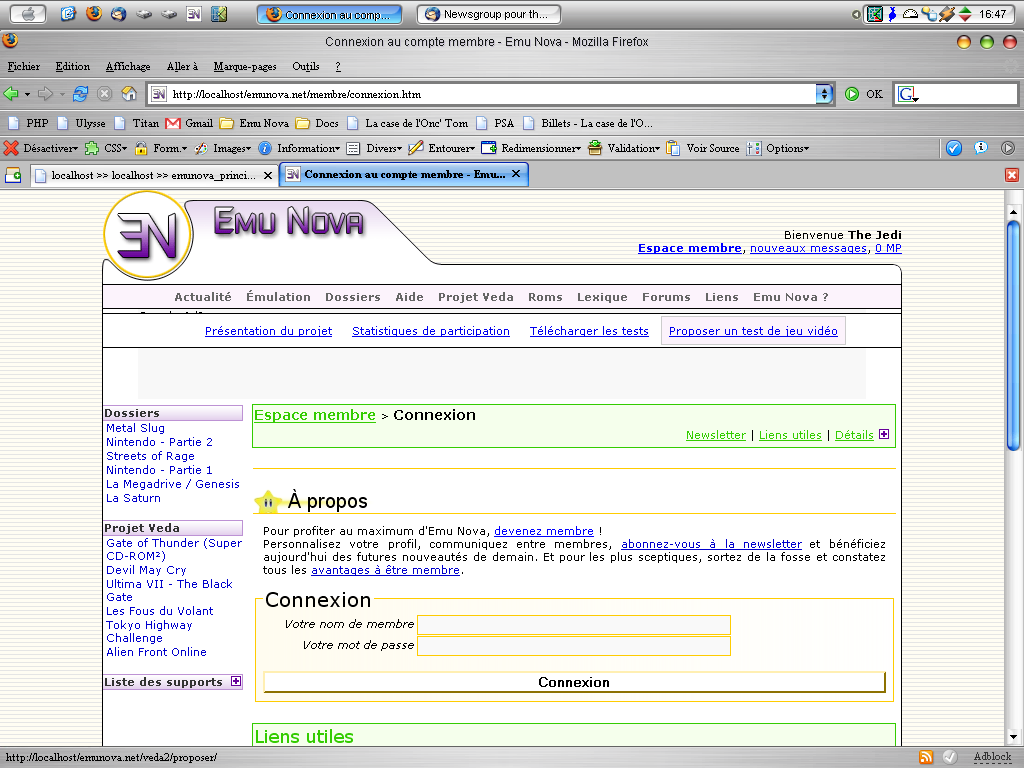 Connexion au comp...
Newsgroup pour th...
16:47
Connexion au compte membre - Emu Nova - Mozilla Firefox
Fichier Edition Affichage Aller à Marque-pages Outils ?
http://localhost/emunova.net/membre/connexion.htm OK
PHP Ulysse Titan Gmail Emu Nova Docs La case de l'Onc' Tom PSA Billets - La case de l'O...
Désactiver CSS Form. Images Information Divers Entourer Redimensionner Validation Voir Source Options
localhost >> localhost >> emunova_princi...
Connexion au compte membre - Emu...
EMU NOVA
Bienvenue The Jedi
Espace membre, nouveaux messages, 0 MP
Actualité Émulation Dossiers Aide Projet Veda Roms Lexique Forums Liens Emu Nova ?
Présentation du projet Statistiques de participation Télécharger les tests Proposer un test de jeu vidéo
Dossiers
Metal Slug
Nintendo - Partie 2
Streets of Rage
Nintendo - Partie 1
La Megadrive / Genesis
La Saturn
Projet Veda
Gate of Thunder (Super
CD-ROM²)
Devil May Cry
Ultima VII - The Black
Gate
Les Fous du Volant
Tokyo Highway
Challenge
Alien Front Online
Liste des supports
Espace membre > Connexion
Newsletter | Liens utiles | Détails
À propos
Pour profiter au maximum d'Emu Nova, devenez membre !
Personnalisez votre profil, communiquez entre membres, abonnez-vous à la newsletter et bénéficiez
aujourd'hui des futures nouveautés de demain. Et pour les plus sceptiques, sortez de la fosse et constatez
tous les avantages à être membre.
Connexion
Votre nom de membre
Votre mot de passe
Connexion
Liens utiles
http://localhost/emunova.net/veda2/proposer/
Adblock